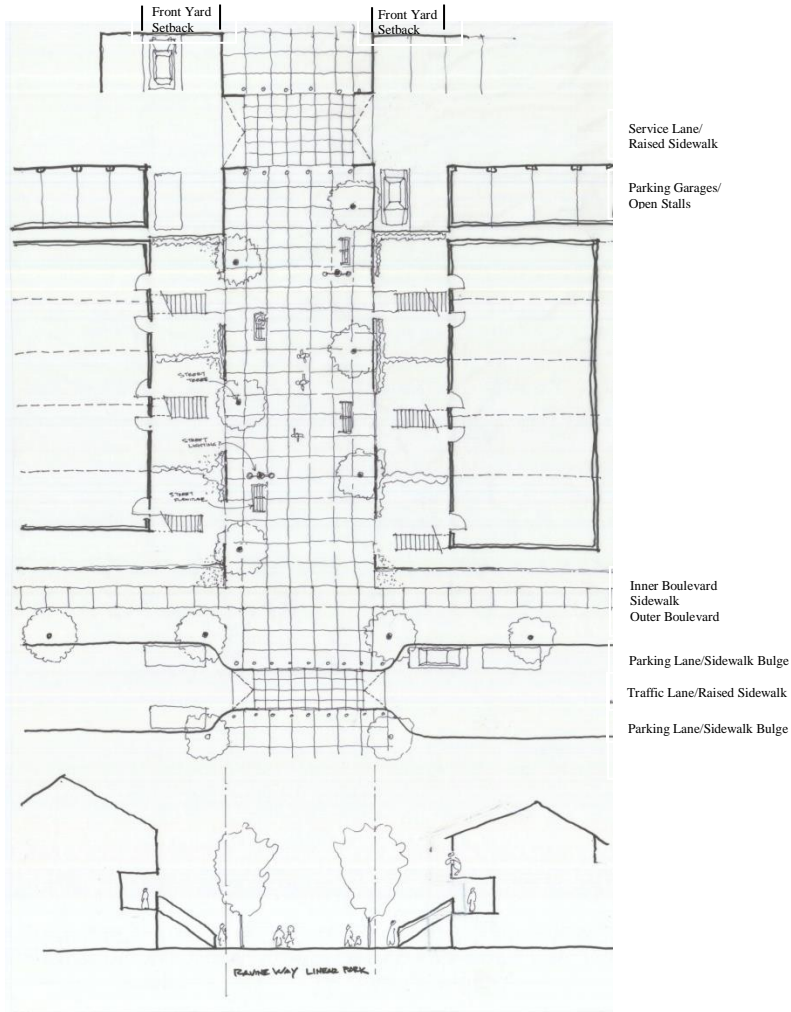 Front Yard
Setback
Front Yard
Setback
Service Lane/
Raised Sidewalk
Parking Garages/
Open Stalls
STREET
TREES
STREET
LIGHTING
STREET
FURNITURE
Inner Boulevard
Sidewalk
Outer Boulevard
Parking Lane/Sidewalk Bulge
Traffic Lane/Raised Sidewalk
Parking Lane/Sidewalk Bulge
RAVINE WAY LINEAR PARK